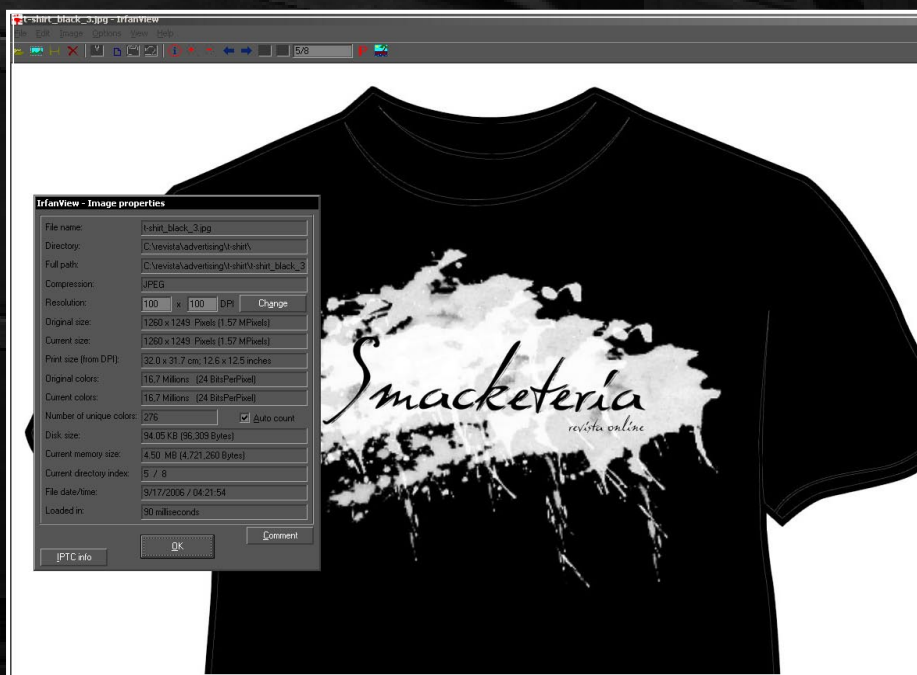 t-shirt_black_3.jpg - IrfanView
File Edit Image Options View Help
5/8
IrfanView - Image properties
File name: t-shirt_black_3.jpg
Directory: C:\revista\advertising\t-shirt\
Full path: C:\revista\advertising\t-shirt\t-shirt_black_3
Compression: JPEG
Resolution: 100 x 100 DPI Change
Original size: 1260 x 1249 Pixels (1.57 MPixels)
Current size: 1260 x 1249 Pixels (1.57 MPixels)
Print size (from DPI): 32.0 x 31.7 cm; 12.6 x 12.5 inches
Original colors: 16,7 Millions (24 BitsPerPixel)
Current colors: 16,7 Millions (24 BitsPerPixel)
Number of unique colors: 276 Auto count
Disk size: 94.05 KB (96,309 Bytes)
Current memory size: 4.50 MB (4,721,260 Bytes)
Current directory index: 5 / 8
File date/time: 9/17/2006 / 04:21:54
Loaded in: 90 milliseconds
Comment
OK
IPTC info
Smacketería
revista online